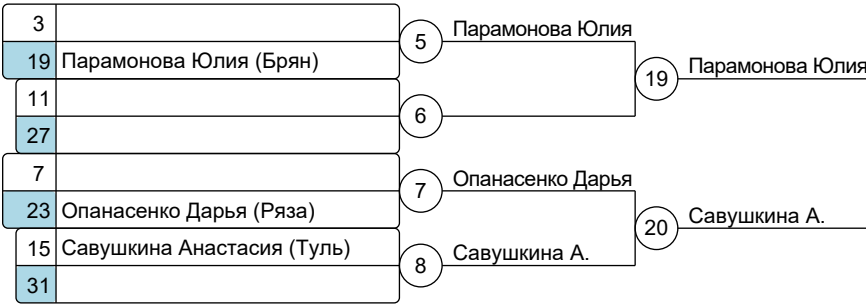 3
19 Парамонова Юлия (Брян)
5 Парамонова Юлия
19 Парамонова Юлия
11
27
6
7
23 Опанасенко Дарья (Ряза)
7 Опанасенко Дарья
20 Савушкина А.
15 Савушкина Анастасия (Туль)
31
8 Савушкина А.